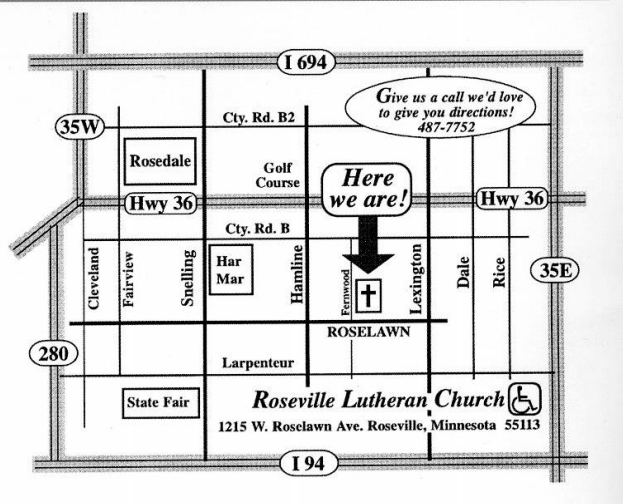 I 694
Give us a call we'd love
to give you directions!
487-7752
35W
Cty. Rd. B2
Rosedale
Golf
Course
Here
we are!
Hwy 36
Hwy 36
Cty. Rd. B
Cleveland
Fairview
Snelling
Har
Mar
Hamline
Fernwood
Lexington
Dale
Rice
35E
ROSELAWN
280
Larpenteur
State Fair
Roseville Lutheran Church
1215 W. Roselawn Ave. Roseville, Minnesota 55113
I 94